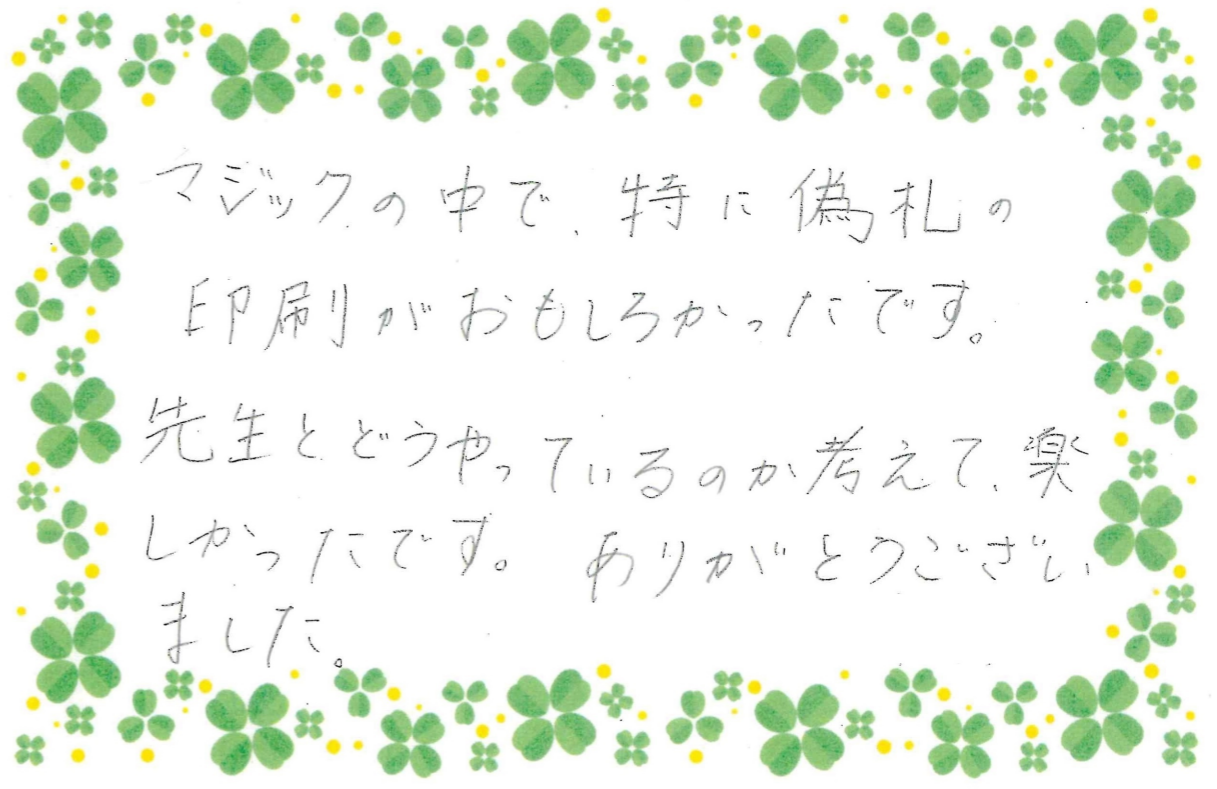 マジックの中で、特に偽札の
印刷がおもしろかったです。
先生とどうやっているのか考えて、楽
しかったです。 ありがとうござい
ました。